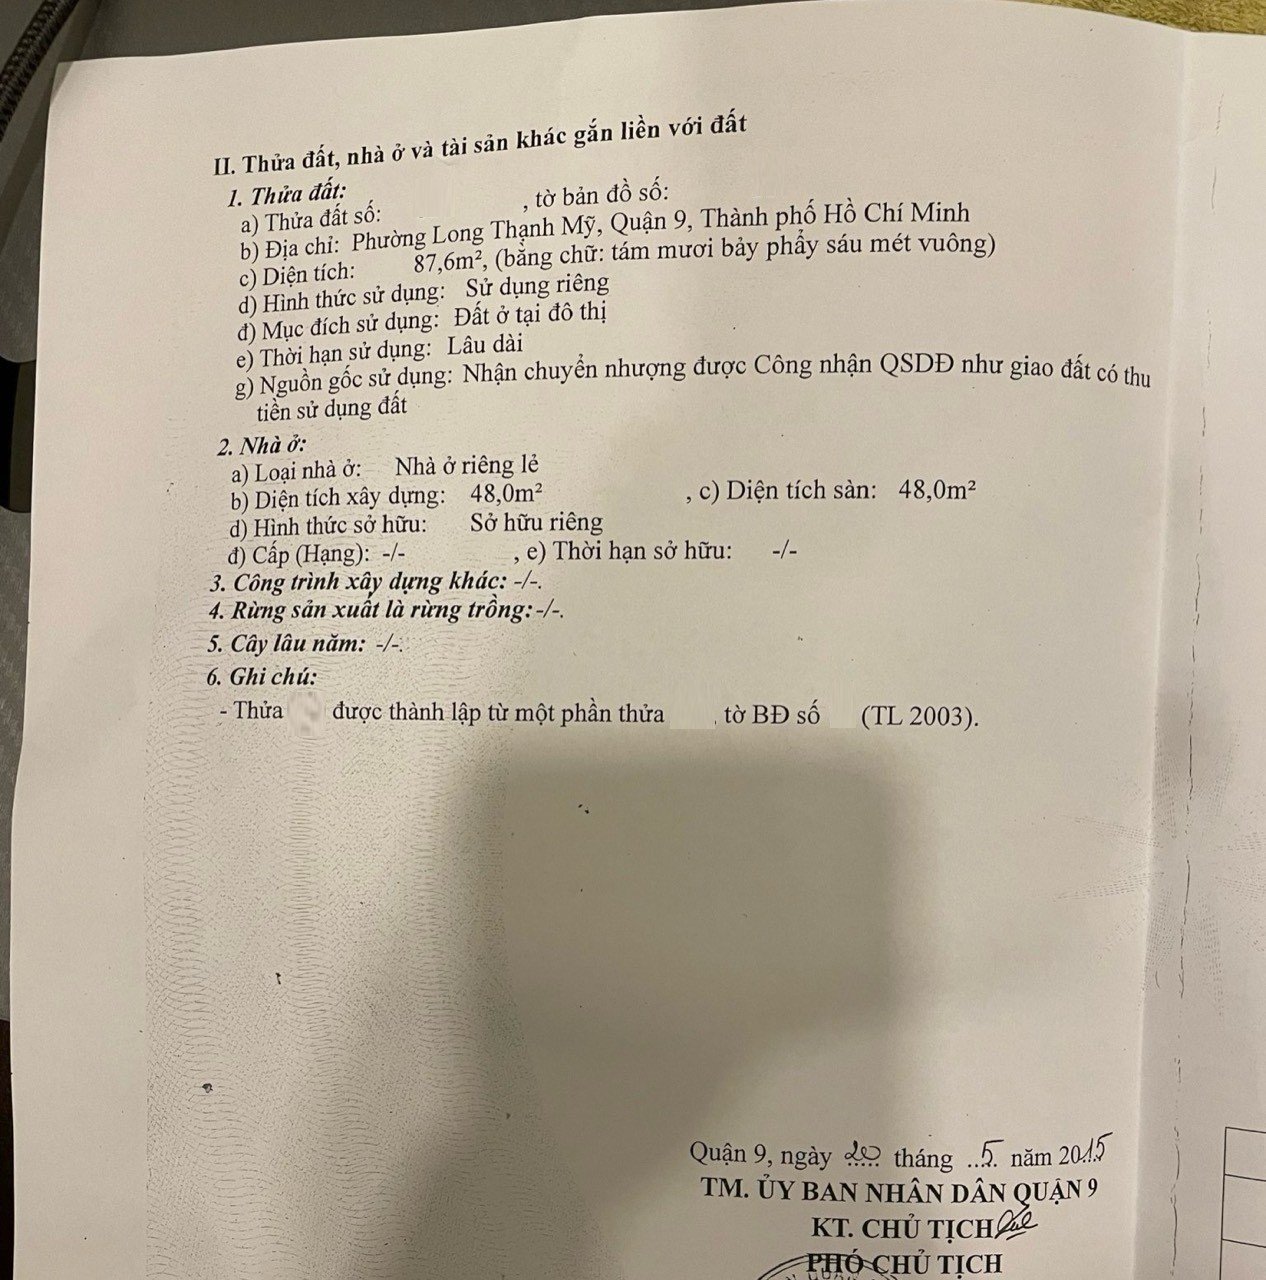 II. Thửa đất, nhà ở và tài sản khác gắn liền với đất
1. Thửa đất:
a) Thửa đất số: , tờ bản đồ số:
b) Địa chỉ: Phường Long Thạnh Mỹ, Quận 9, Thành phố Hồ Chí Minh
c) Diện tích: 87,6m², (bằng chữ: tám mươi bảy phẩy sáu mét vuông)
d) Hình thức sử dụng: Sử dụng riêng
đ) Mục đích sử dụng: Đất ở tại đô thị
e) Thời hạn sử dụng: Lâu dài
g) Nguồn gốc sử dụng: Nhận chuyển nhượng được Công nhận QSDĐ như giao đất có thu
tiền sử dụng đất
2. Nhà ở:
a) Loại nhà ở: Nhà ở riêng lẻ
b) Diện tích xây dựng: 48,0m² , c) Diện tích sàn: 48,0m²
d) Hình thức sở hữu: Sở hữu riêng
đ) Cấp (Hạng): -/- , e) Thời hạn sở hữu: -/-
3. Công trình xây dựng khác: -/-.
4. Rừng sản xuất là rừng trồng: -/-.
5. Cây lâu năm: -/-.
6. Ghi chú:
- Thửa được thành lập từ một phần thửa , tờ BĐ số (TL 2003).
Quận 9, ngày 20 tháng 5 năm 2015
TM. ỦY BAN NHÂN DÂN QUẬN 9
KT. CHỦ TỊCH
PHÓ CHỦ TỊCH